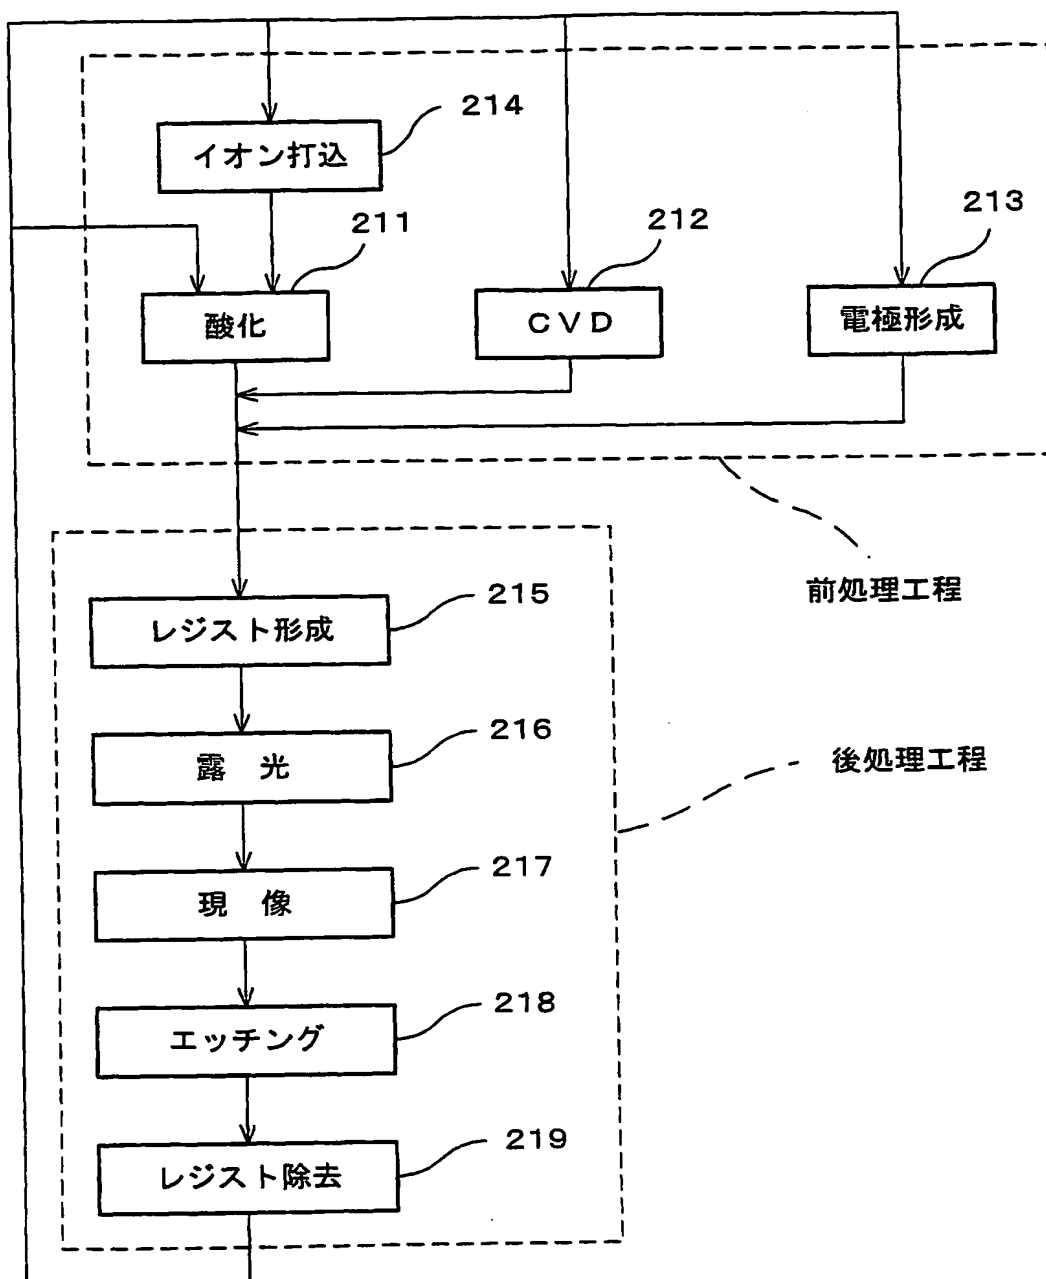 214
イオン打込
211
212
213
酸化
CVD
電極形成
前処理工程
215
レジスト形成
216
露 光
後処理工程
217
現 像
218
エッチング
219
レジスト除去